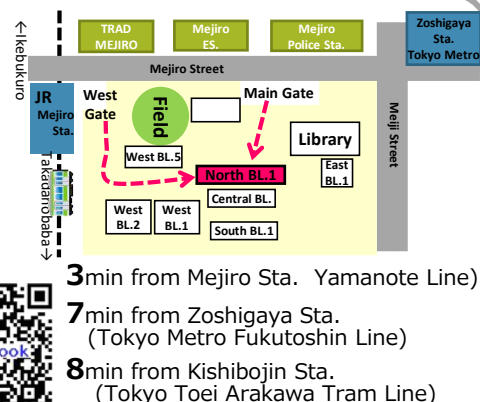 ←Ikebukuro
TRAD
MEJIRO
Mejiro
ES.
Mejiro
Police Sta.
Zoshigaya
Sta.
Tokyo Metro
Mejiro Street
JR
Mejiro
Sta.
West
Gate
Field
Main Gate
Meiji Street
Library
West BL.5
East
BL.1
North BL.1
Takadanobaba→
Central BL.
West
BL.2
West
BL.1
South BL.1
3min from Mejiro Sta. Yamanote Line)
7min from Zoshigaya Sta.
(Tokyo Metro Fukutoshin Line)
ook
8min from Kishibojin Sta.
(Tokyo Toei Arakawa Tram Line)